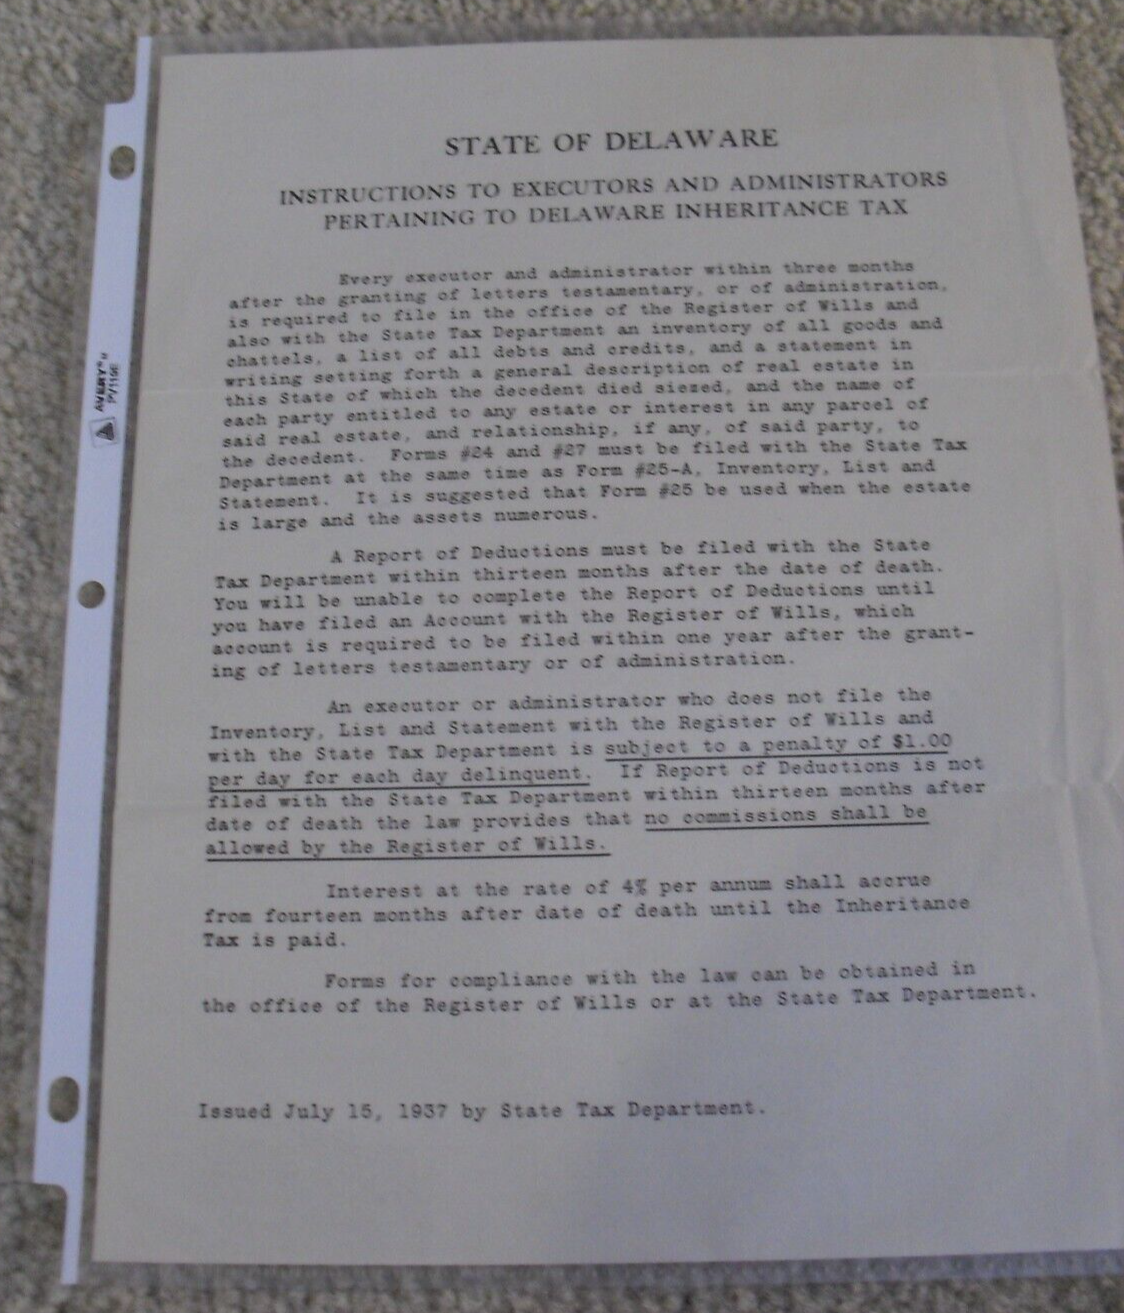 STATE OF DELAWARE
INSTRUCTIONS TO EXECUTORS AND ADMINISTRATORS
PERTAINING TO DELAWARE INHERITANCE TAX
Every executor and administrator within three months
after the granting of letters testamentary, or of administration,
is required to file in the office of the Register of Wills and
also with the State Tax Department an inventory of all goods and
chattels, a list of all debts and credits, and a statement in
writing setting forth a general description of real estate in
this State of which the decedent died siezed, and the name of
each party entitled to any estate or interest in any parcel of
said real estate, and relationship, if any, of said party, to
the decedent. Forms #24 and #27 must be filed with the State Tax
Department at the same time as Form #25-A, Inventory, List and
Statement. It is suggested that Form #25 be used when the estate
is large and the assets numerous.
A Report of Deductions must be filed with the State
Tax Department within thirteen months after the date of death.
You will be unable to complete the Report of Deductions until
you have filed an Account with the Register of Wills, which
account is required to be filed within one year after the grant-
ing of letters testamentary or of administration.
An executor or administrator who does not file the
Inventory, List and Statement with the Register of Wills and
with the State Tax Department is subject to a penalty of $1.00
per day for each day delinquent. If Report of Deductions is not
filed with the State Tax Department within thirteen months after
date of death the law provides that no commissions shall be
allowed by the Register of Wills.
Interest at the rate of 4% per annum shall accrue
from fourteen months after date of death until the Inheritance
Tax is paid.
Forms for compliance with the law can be obtained in
the office of the Register of Wills or at the State Tax Department.
Issued July 15, 1937 by State Tax Department.
AVERY
PV119E